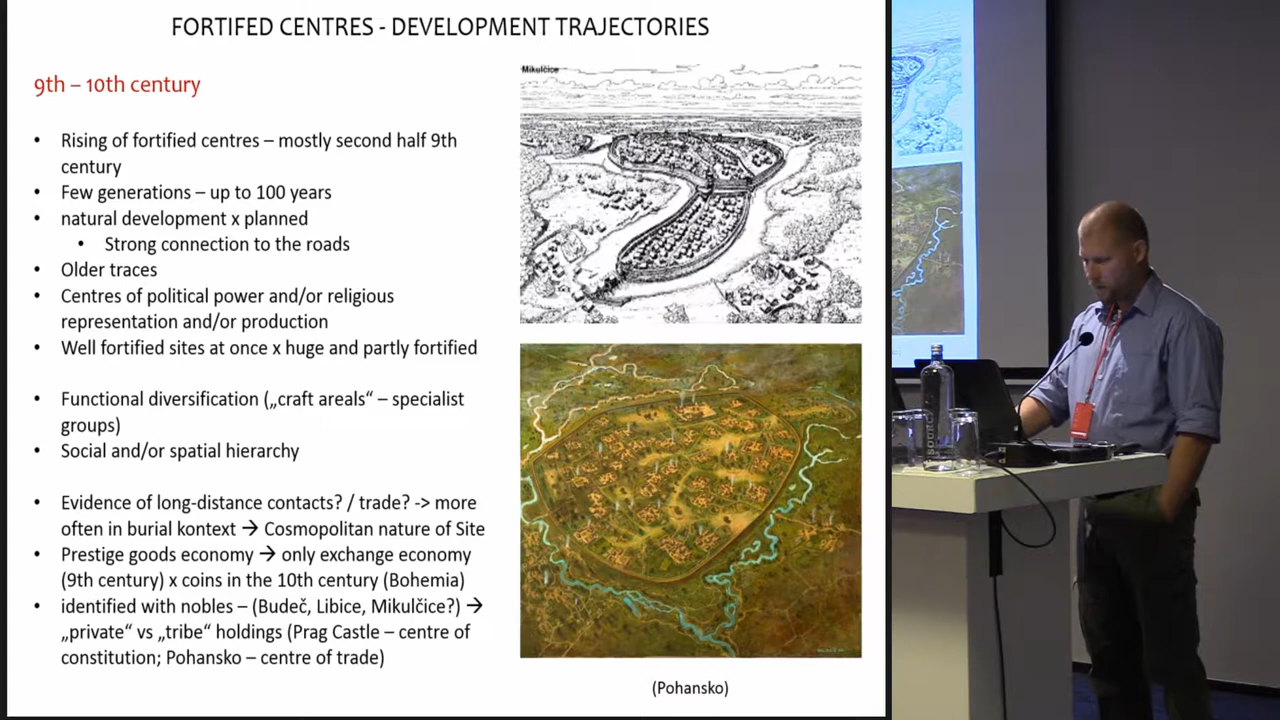 FORTIFED CENTRES - DEVELOPMENT TRAJECTORIES
9th – 10th century
• Rising of fortified centres – mostly second half 9th
century
• Few generations – up to 100 years
• natural development x planned
• Strong connection to the roads
• Older traces
• Centres of political power and/or religious
representation and/or production
• Well fortified sites at once x huge and partly fortified
• Functional diversification („craft areals“ – specialist
groups)
• Social and/or spatial hierarchy
• Evidence of long-distance contacts? / trade? -> more
often in burial kontext → Cosmopolitan nature of Site
• Prestige goods economy → only exchange economy
(9th century) x coins in the 10th century (Bohemia)
• identified with nobles – (Budeč, Libice, Mikulčice?) →
„private“ vs „tribe“ holdings (Prag Castle – centre of
constitution; Pohansko – centre of trade)
Mikulčice
(Pohansko)